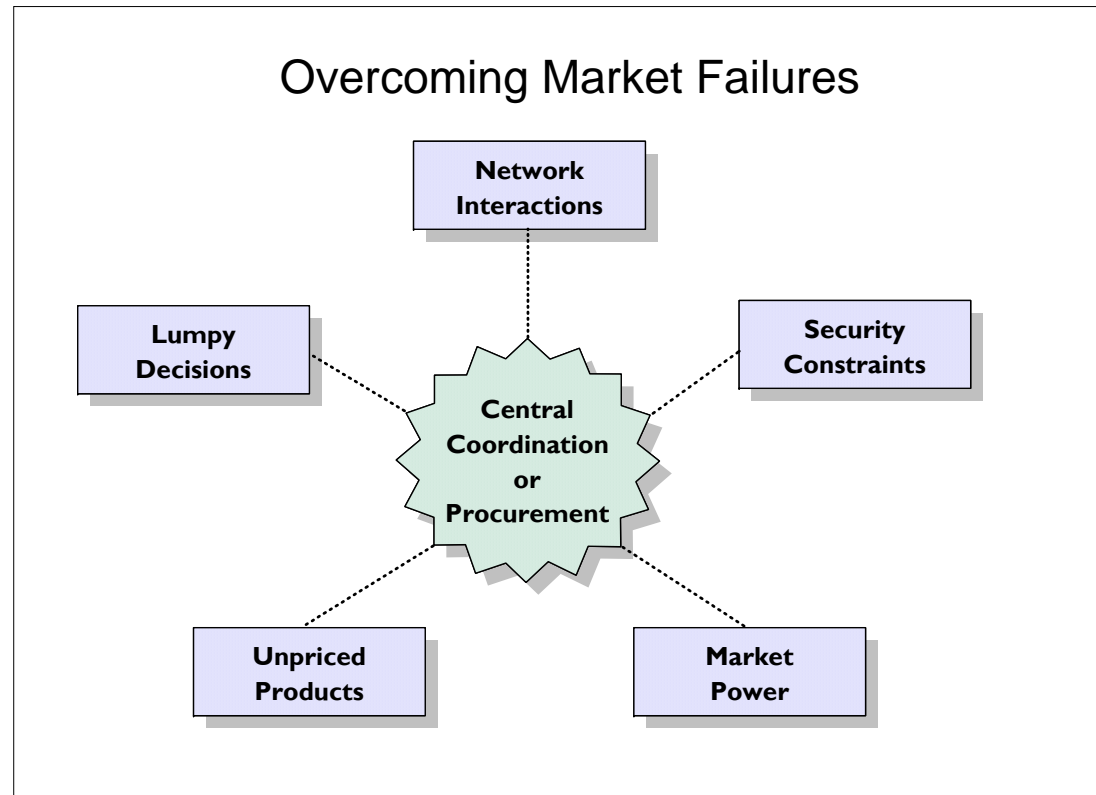 Overcoming Market Failures
Network
Interactions
Lumpy
Decisions
Security
Constraints
Central
Coordination
or
Procurement
Unpriced
Products
Market
Power